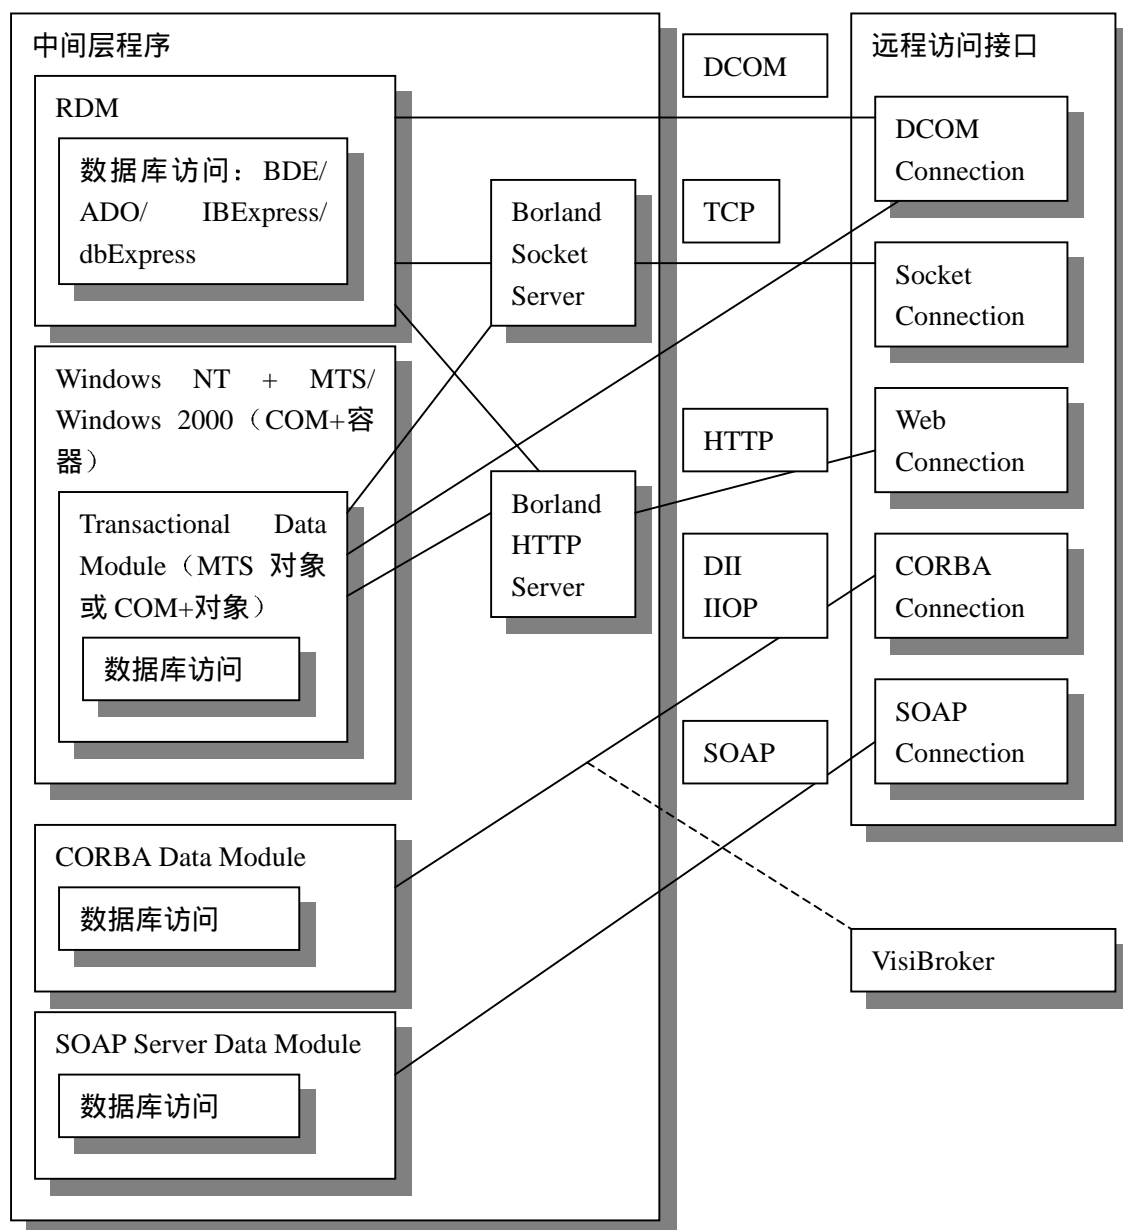 中间层程序
RDM
数据库访问：BDE/
ADO/ IBExpress/
dbExpress
Windows NT + MTS/
Windows 2000（COM+容
器）
Transactional Data
Module（MTS 对象
或 COM+对象）
数据库访问
CORBA Data Module
数据库访问
SOAP Server Data Module
数据库访问
Borland
Socket
Server
Borland
HTTP
Server
DCOM
TCP
HTTP
DII
IIOP
SOAP
远程访问接口
DCOM
Connection
Socket
Connection
Web
Connection
CORBA
Connection
SOAP
Connection
VisiBroker